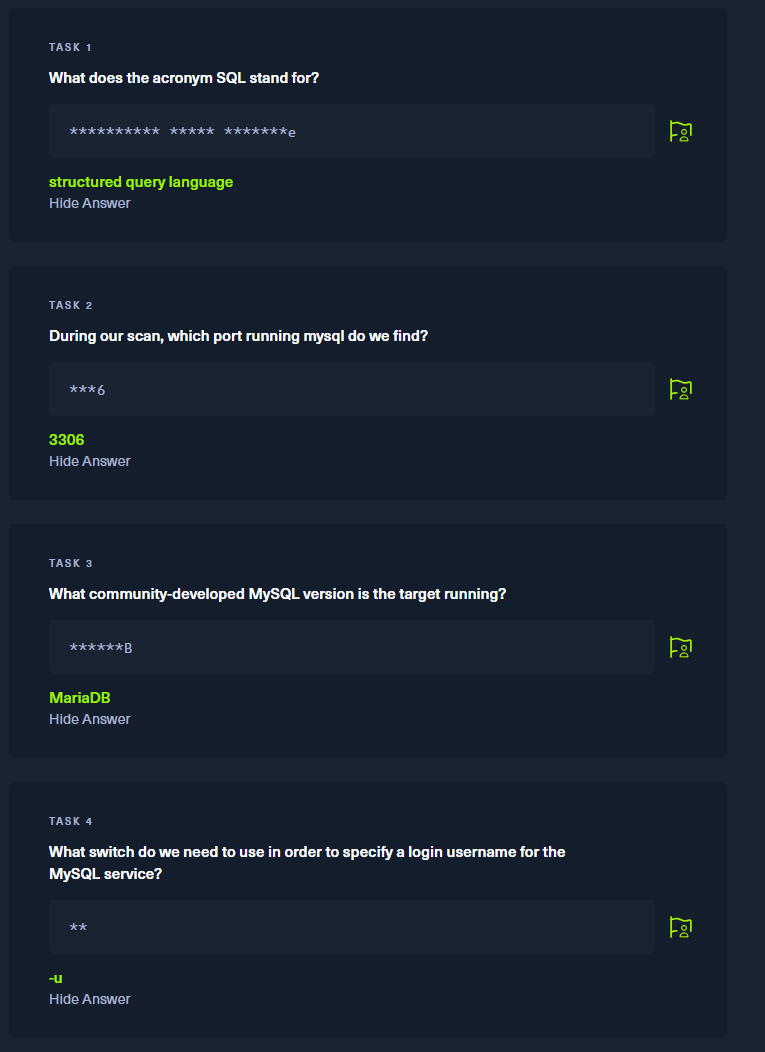 TASK 1
What does the acronym SQL stand for?
********** ***** *******e
structured query language
Hide Answer
TASK 2
During our scan, which port running mysql do we find?
***6
3306
Hide Answer
TASK 3
What community-developed MySQL version is the target running?
******B
MariaDB
Hide Answer
TASK 4
What switch do we need to use in order to specify a login username for the
MySQL service?
**
-u
Hide Answer